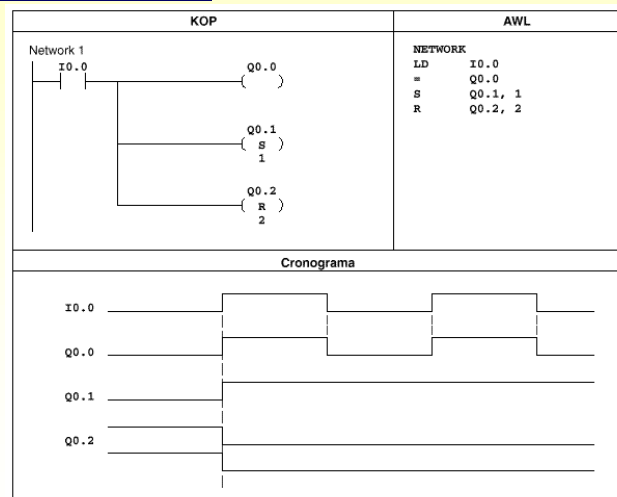 KOP
AWL
Network 1
I0.0
Q0.0
( )
Q0.1
( S )
1
Q0.2
( R )
2
NETWORK
LD I0.0
= Q0.0
S Q0.1, 1
R Q0.2, 2
Cronograma
I0.0
Q0.0
Q0.1
Q0.2